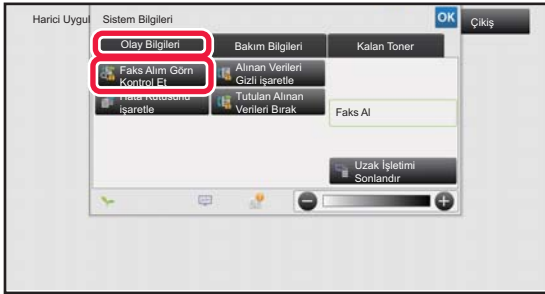 Harici Uygul
Sistem Bilgileri
OK
Çikiş
Olay Bilgileri
Bakım Bilgileri
Kalan Toner
Faks Alım Görn
Kontrol Et
Alınan Verileri
Gizli işaretle
Hata Kutusunu
işaretle
Tutulan Alınan
Verileri Bırak
Faks Al
Uzak İşletimi
Sonlandır